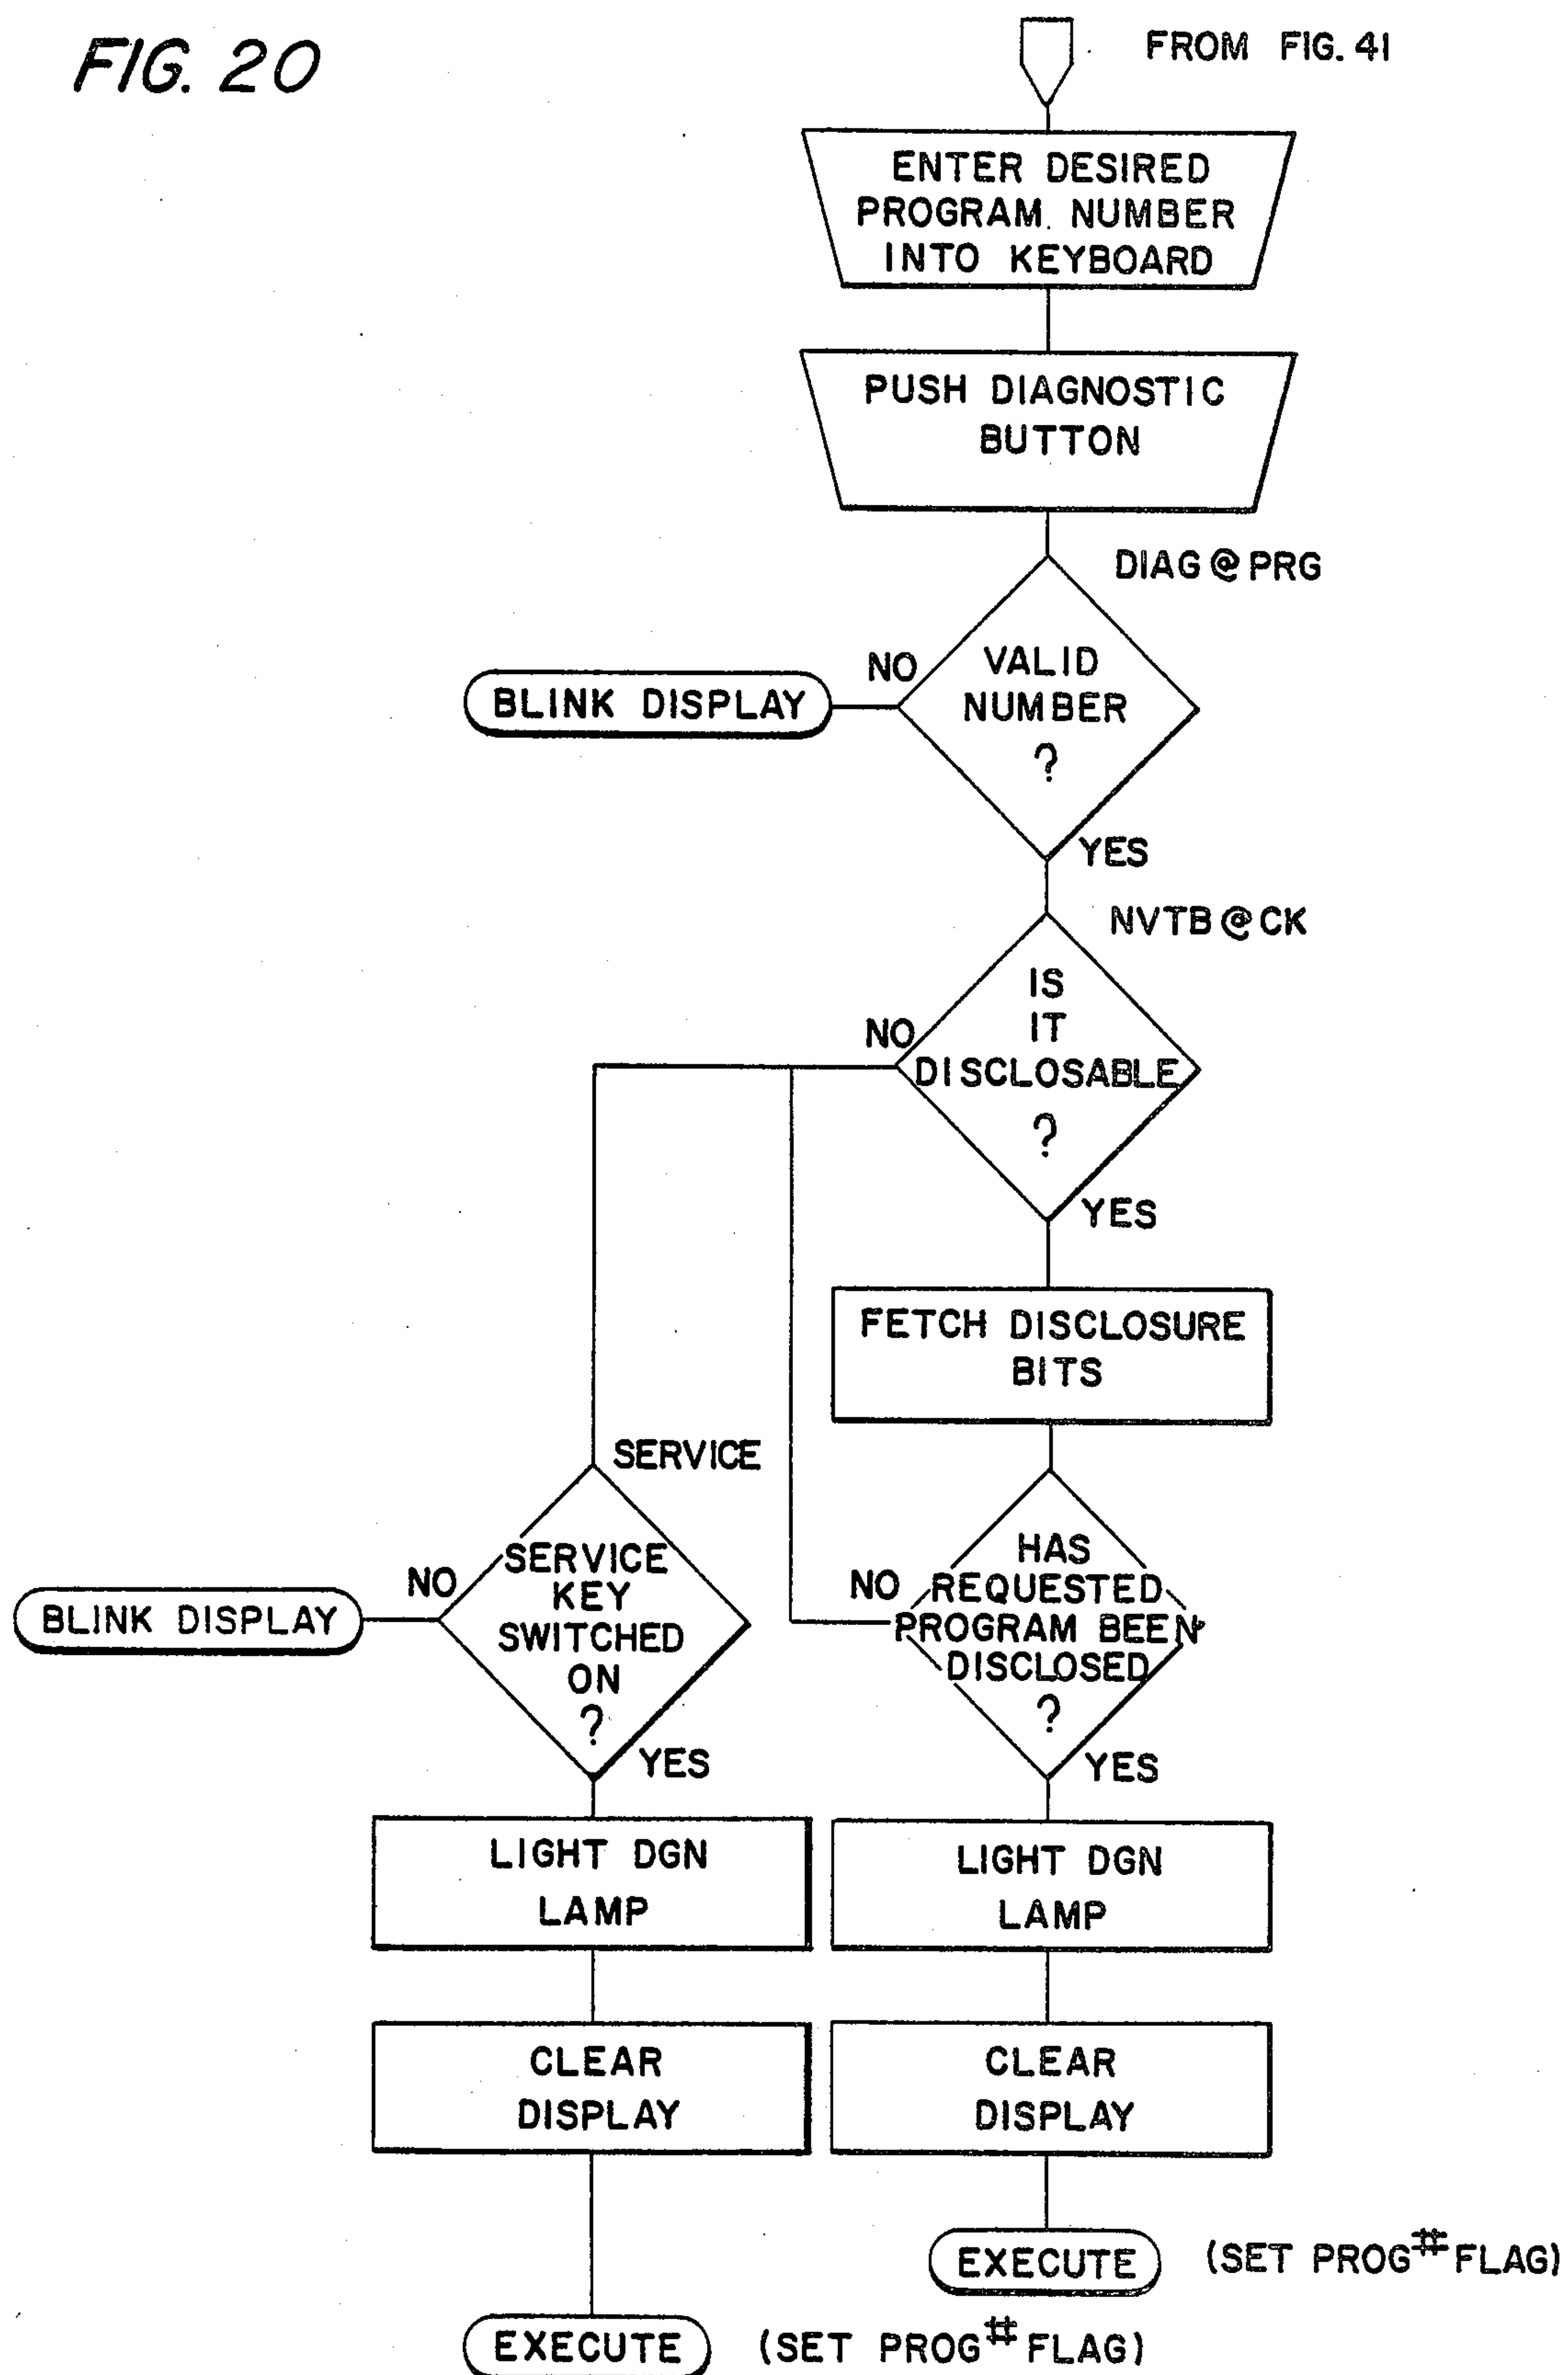 FIG. 20
FROM FIG. 41
ENTER DESIRED
PROGRAM NUMBER
INTO KEYBOARD
PUSH DIAGNOSTIC
BUTTON
DIAG@PRG
NO
VALID
NUMBER
?
BLINK DISPLAY
YES
NVTB@CK
NO
IS
IT
DISCLOSABLE
?
YES
FETCH DISCLOSURE
BITS
SERVICE
NO
SERVICE
KEY
SWITCHED
ON
?
BLINK DISPLAY
YES
NO
HAS
REQUESTED
PROGRAM BEEN
DISCLOSED
?
YES
LIGHT DGN
LAMP
LIGHT DGN
LAMP
CLEAR
DISPLAY
CLEAR
DISPLAY
EXECUTE (SET PROG # FLAG)
EXECUTE (SET PROG # FLAG)